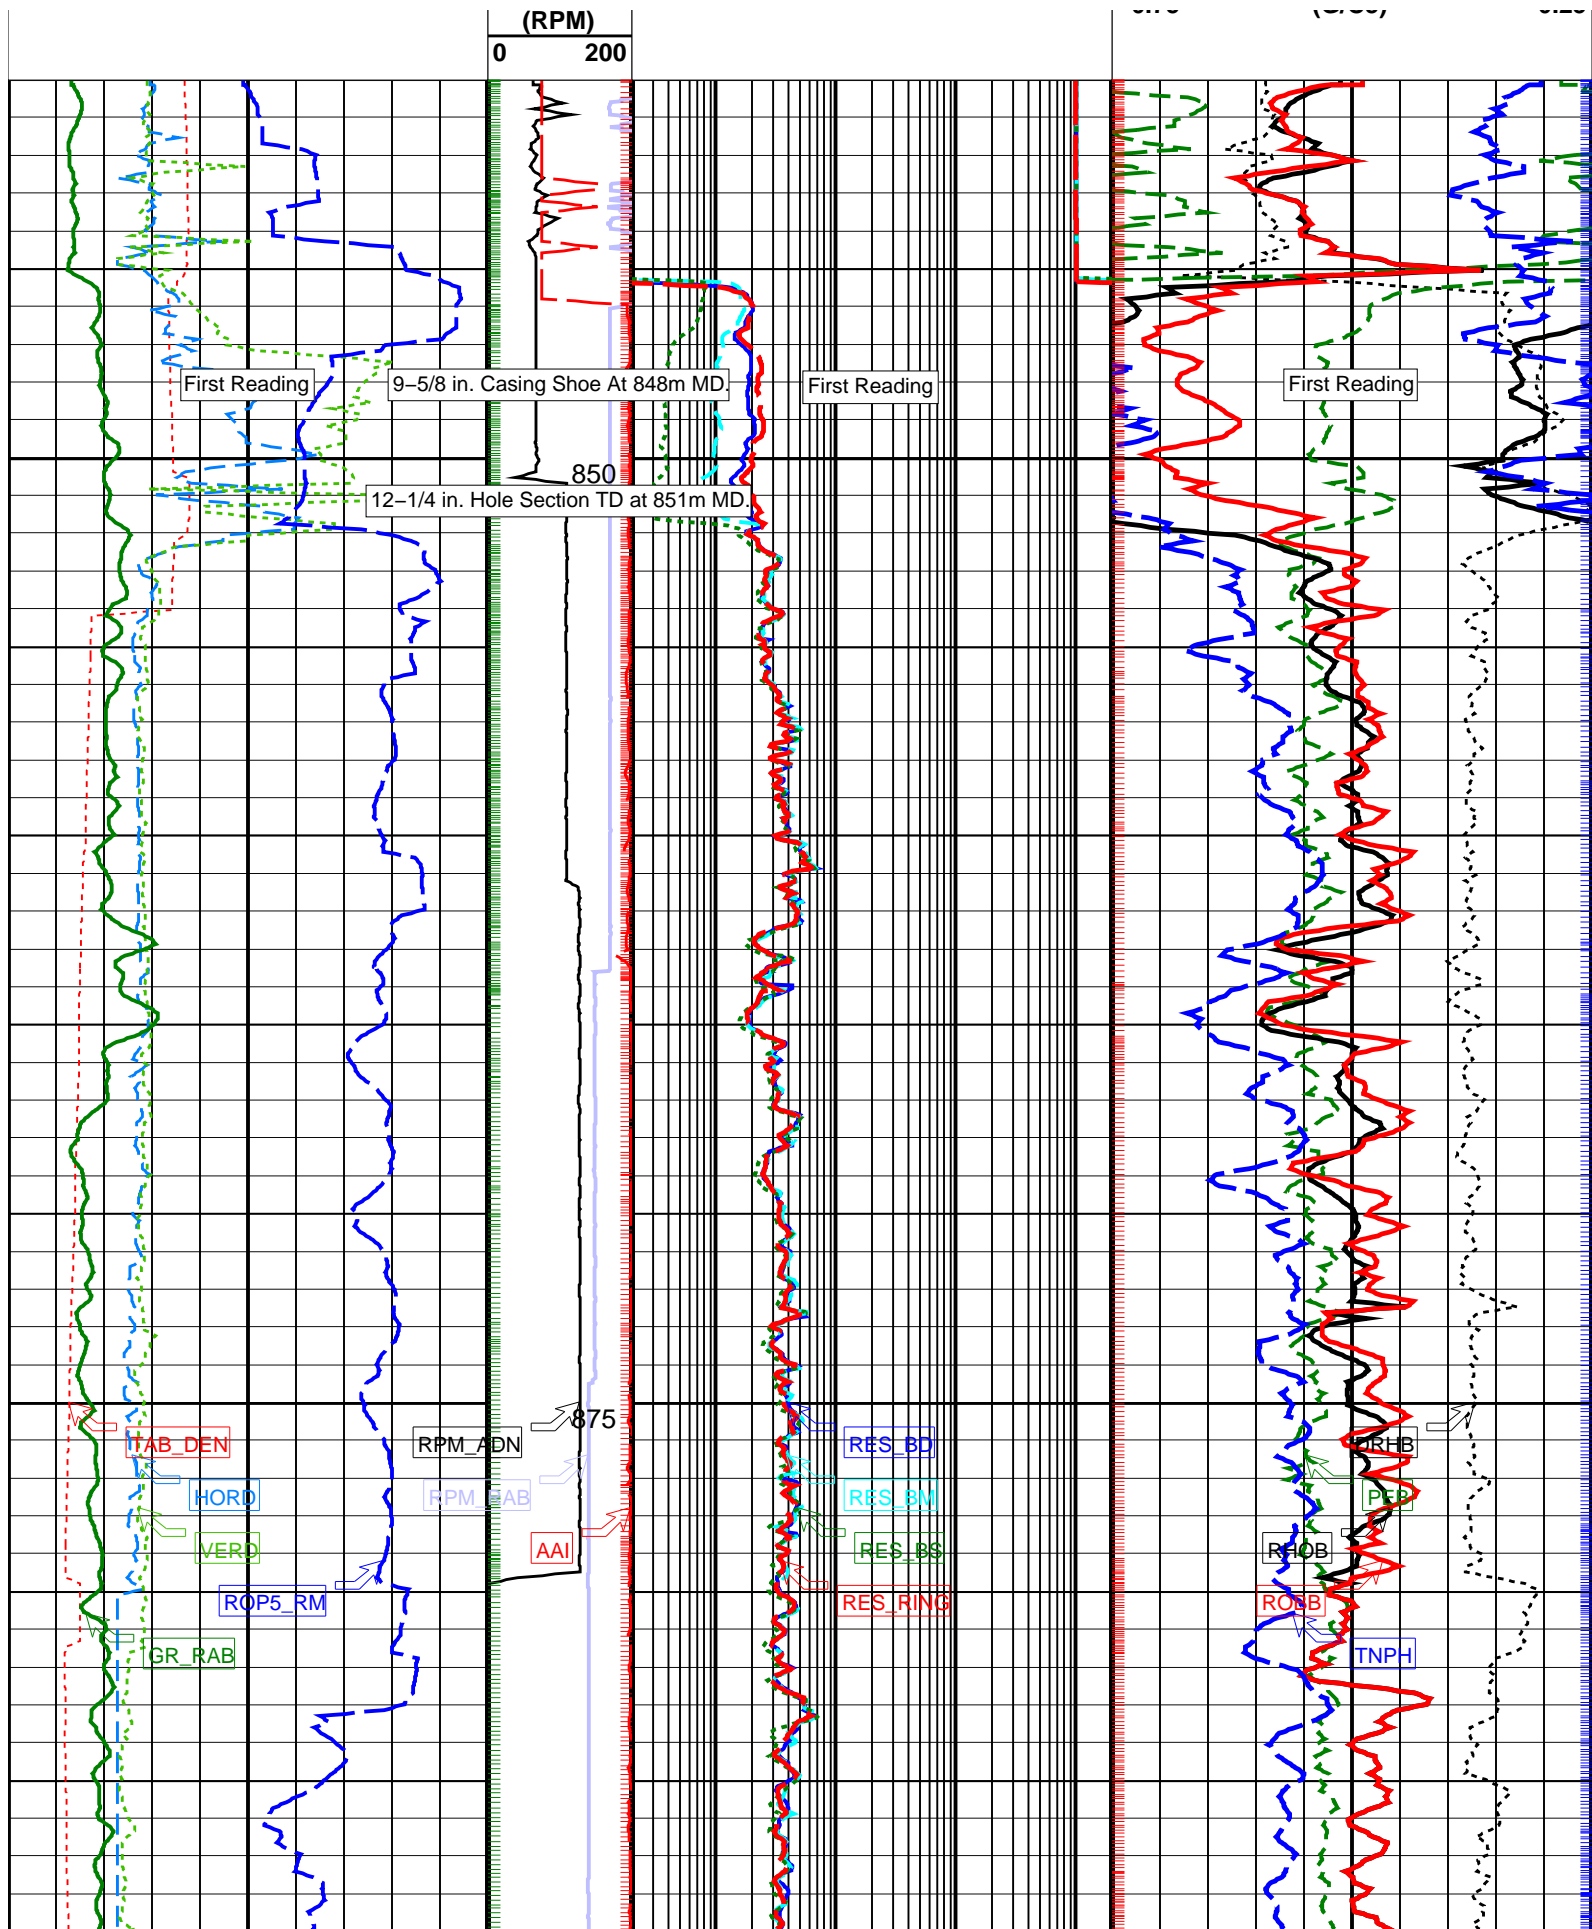 (RPM)
0 200
First Reading
9–5/8 in. Casing Shoe At 848m MD.
First Reading
First Reading
850
12–1/4 in. Hole Section TD at 851m MD.
875
TAB_DEN
RPM_ADN
RES_BD
DRHB
HORD
RPM_RAB
RES_BM
PEB
VERD
AAI
RES_BS
RHOB
ROP5_RM
RES_RING
ROBB
GR_RAB
TNPH